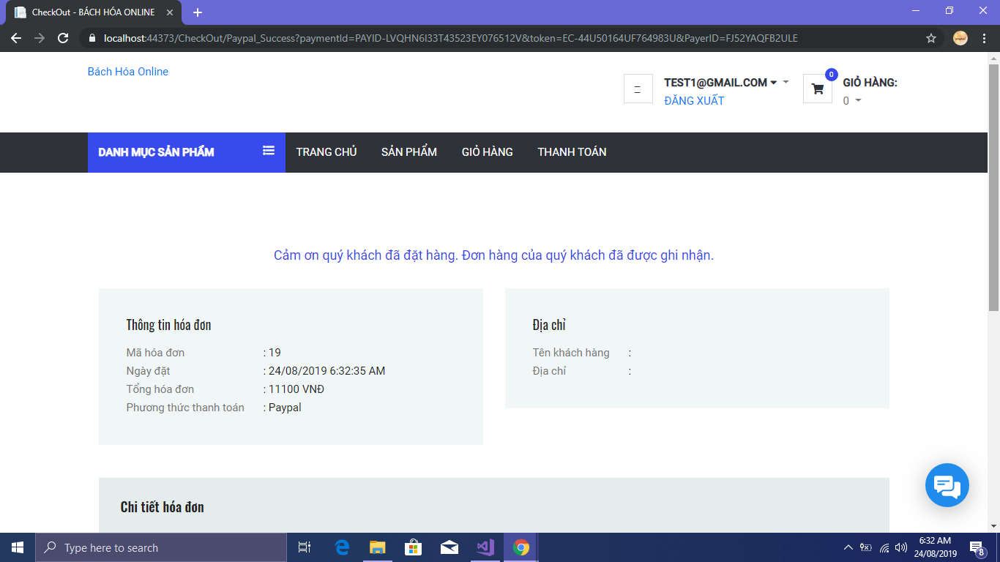 CheckOut - BÁCH HÓA ONLINE
localhost:44373/CheckOut/Paypal_Success?paymentId=PAYID-LVQHN6I33T43523EY076512V&token=EC-44U50164UF764983U&PayerID=FJ52YAQFB2ULE
Bách Hóa Online
TEST1@GMAIL.COM
ĐĂNG XUẤT
0
GIỎ HÀNG:
0
DANH MỤC SẢN PHẨM
TRANG CHỦ
SẢN PHẨM
GIỎ HÀNG
THANH TOÁN
Cảm ơn quý khách đã đặt hàng. Đơn hàng của quý khách đã được ghi nhận.
Thông tin hóa đơn
Mã hóa đơn : 19
Ngày đặt : 24/08/2019 6:32:35 AM
Tổng hóa đơn : 11100 VNĐ
Phương thức thanh toán : Paypal
Địa chỉ
Tên khách hàng :
Địa chỉ :
Chi tiết hóa đơn
Type here to search
6:32 AM
24/08/2019
8